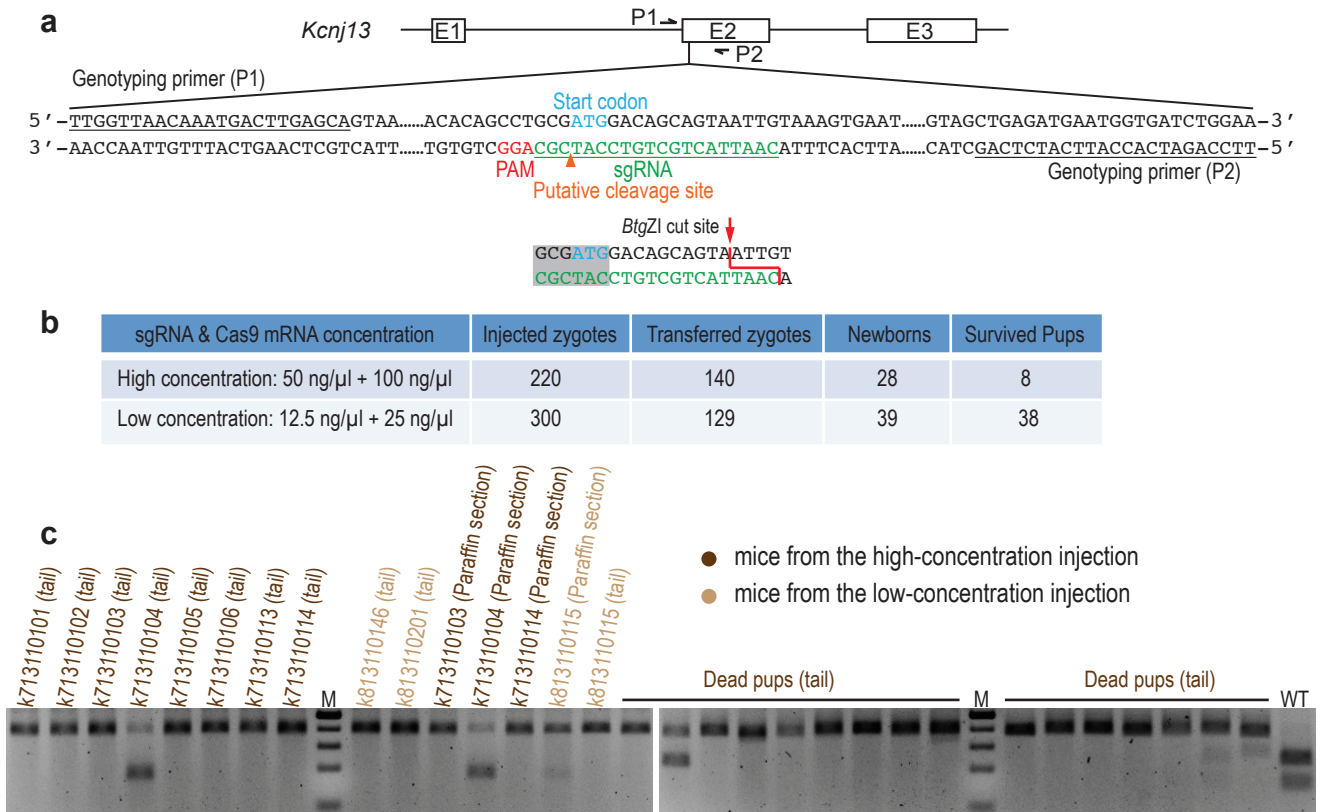 a
Kcnj13
E1
P1
E2
E3
P2
Genotyping primer (P1)
Start codon
5′-TTGGTTAACAAATGACTTGAGCAGTAA……ACACAGCCTGCGATGGACAGCAGTAATTGTAAAGTGAAT……GTAGCTGAGATGAATGGTGATCTGGAA-3′
3′-AACCAATTGTTTACTGAACTCGTCATT……TGTGTCGGACGCTACCTGTCGTCATTAACATTTCACTTA……CATCGACTCTACTTACCACTAGACCTT-5′
PAM
sgRNA
Genotyping primer (P2)
Putative cleavage site
BtgZI cut site
GCGATGGACAGCAGTAATTGT
CGCTACCTGTCGTCATTAACA
b
sgRNA & Cas9 mRNA concentration Injected zygotes Transferred zygotes Newborns Survived Pups
High concentration: 50 ng/µl + 100 ng/µl 220 140 28 8
Low concentration: 12.5 ng/µl + 25 ng/µl 300 129 39 38
c
k713110101 (tail)
k713110102 (tail)
k713110103 (tail)
k713110104 (tail)
k713110105 (tail)
k713110106 (tail)
k713110113 (tail)
k713110114 (tail)
M
k813110146 (tail)
k813110201 (tail)
k713110103 (Paraffin section)
k713110104 (Paraffin section)
k713110114 (Paraffin section)
k813110115 (Paraffin section)
k813110115 (tail)
mice from the high-concentration injection
mice from the low-concentration injection
Dead pups (tail)
M
Dead pups (tail)
WT